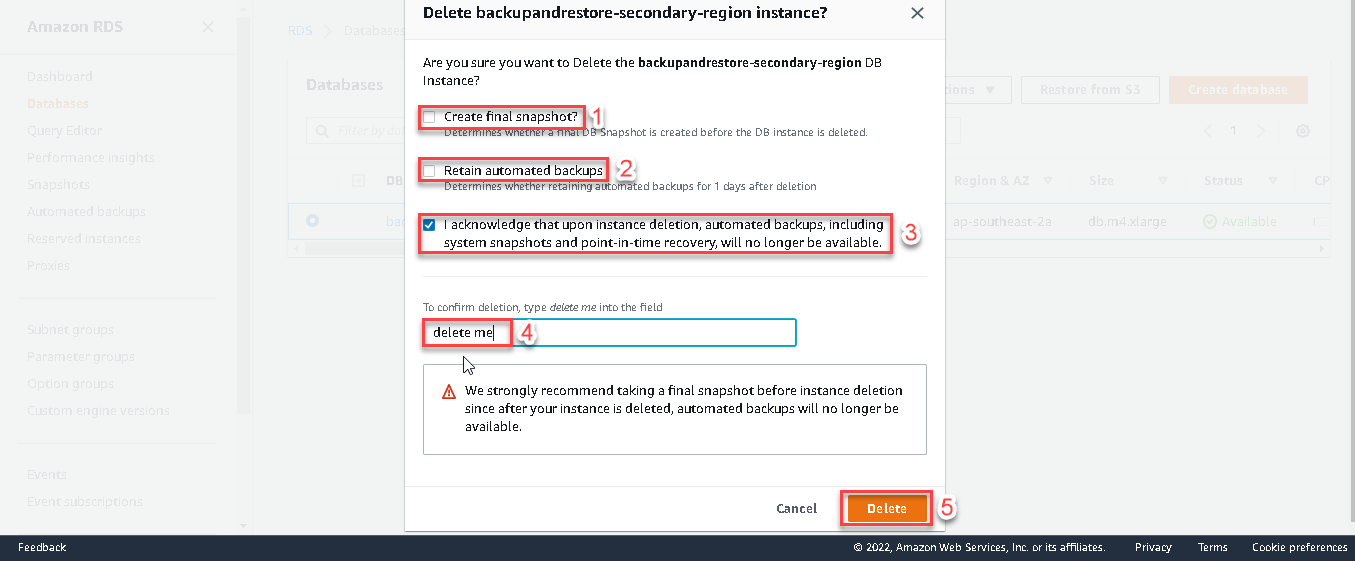 Delete backupandrestore-secondary-region instance?
Amazon RDS
RDS
Databases
Are you sure you want to Delete the backupandrestore-secondary-region DB
Instance?
Dashboard
Databases
Query Editor
Performance insights
Snapshots
Automated backups
Reserved instances
Proxies
Subnet groups
Parameter groups
Option groups
Custom engine versions
Events
Event subscriptions
Databases
Restore from S3
Create database
1
DB
Region & AZ
Size
Status
CP
ap-southeast-2a
db.m4.xlarge
Available
Create final snapshot?
1
Determines whether a final DB Snapshot is created before the DB instance is deleted.
Retain automated backups
2
Determines whether retaining automated backups for 1 days after deletion
I acknowledge that upon instance deletion, automated backups, including
system snapshots and point-in-time recovery, will no longer be available.
3
To confirm deletion, type delete me into the field
delete me
4
We strongly recommend taking a final snapshot before instance deletion
since after your instance is deleted, automated backups will no longer be
available.
Cancel
Delete
5
Feedback
© 2022, Amazon Web Services, Inc. or its affiliates.
Privacy
Terms
Cookie preferences